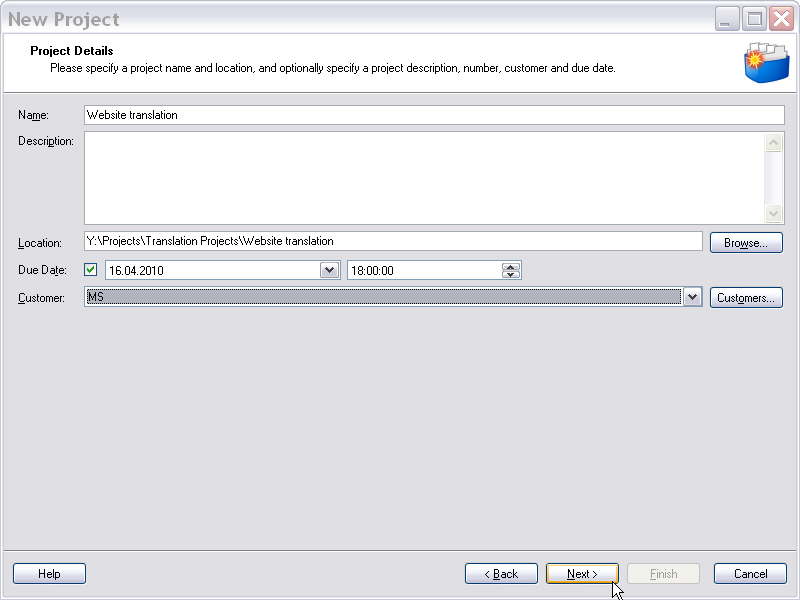 New Project
Project Details
Please specify a project name and location, and optionally specify a project description, number, customer and due date.
Name: Website translation
Description:
Location: Y:\Projects\Translation Projects\Website translation Browse...
Due Date: 16.04.2010 18:00:00
Customer: MS Customers...
Help < Back Next > Finish Cancel